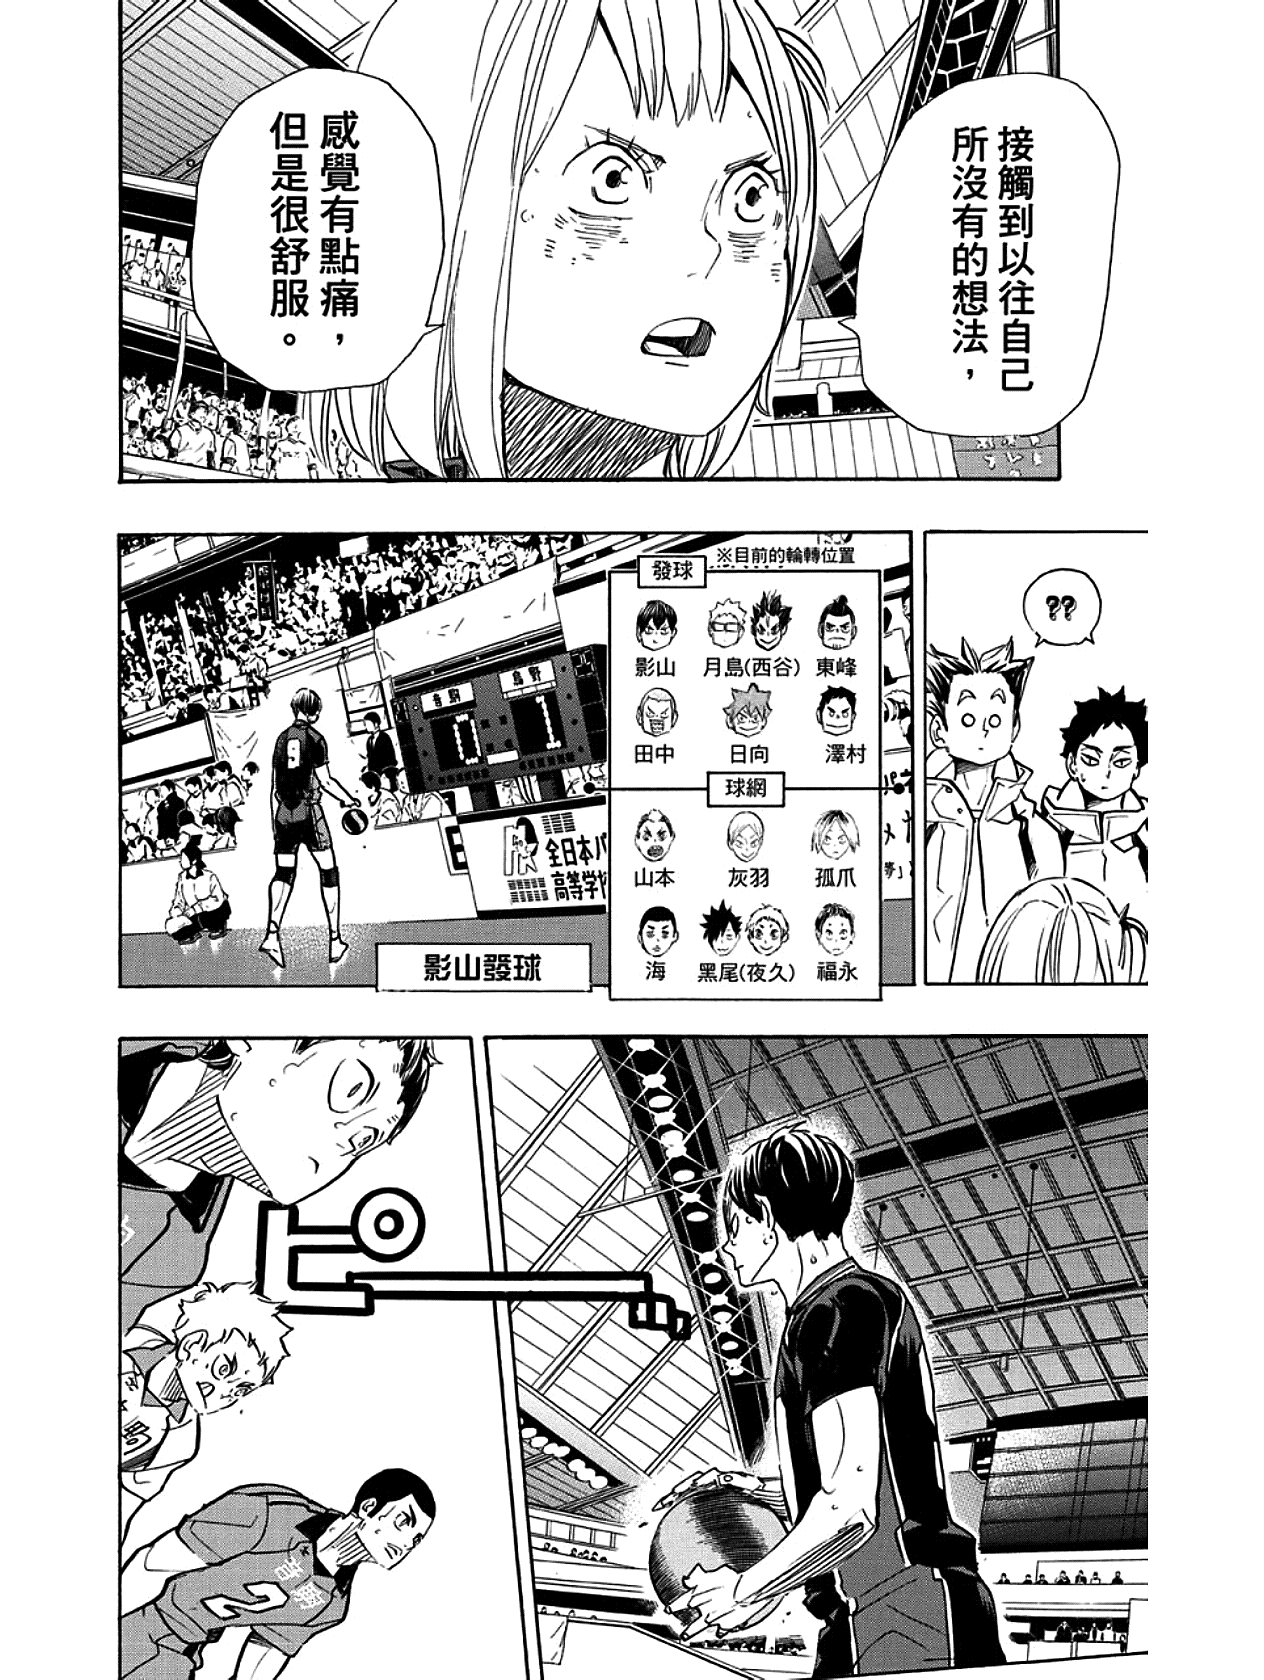 接觸到以往自己
所沒有的想法，
感覺有點痛，
但是很舒服。
??
※目前的輪轉位置
發球
影山
月島(西谷)
東峰
田中
日向
澤村
球網
山本
灰羽
孤爪
海
黑尾(夜久)
福永
音駒
烏野
全日本バ
高等学校
影山發球
音駒
2